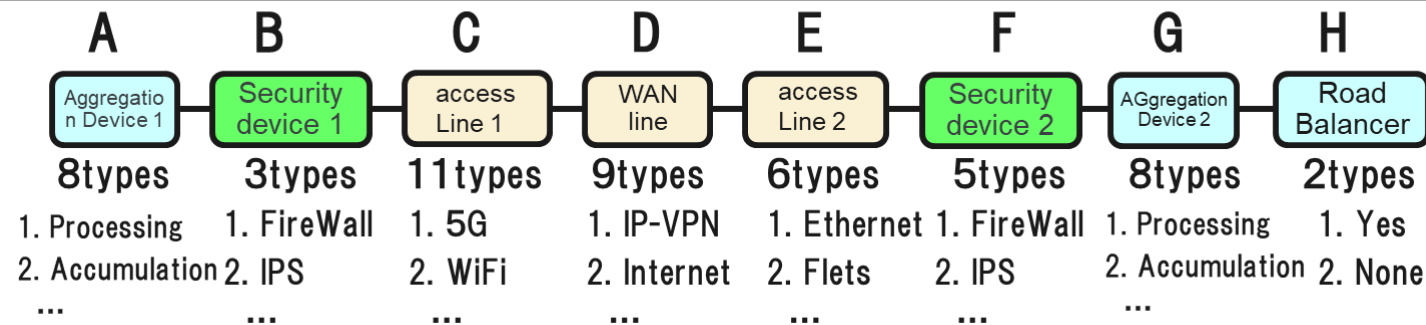 A B C D E F G H
Aggregatio
n Device 1
Security
device 1
access
Line 1
WAN
line
access
Line 2
Security
device 2
AGgregation
Device 2
Road
Balancer
8types 3types 11types 9types 6types 5types 8types 2types
1. Processing 1. FireWall 1. 5G 1. IP-VPN 1. Ethernet 1. FireWall 1. Processing 1. Yes
2. Accumulation 2. IPS 2. WiFi 2. Internet 2. Flets 2. IPS 2. Accumulation 2. None
... ... ... ... ... ... ...